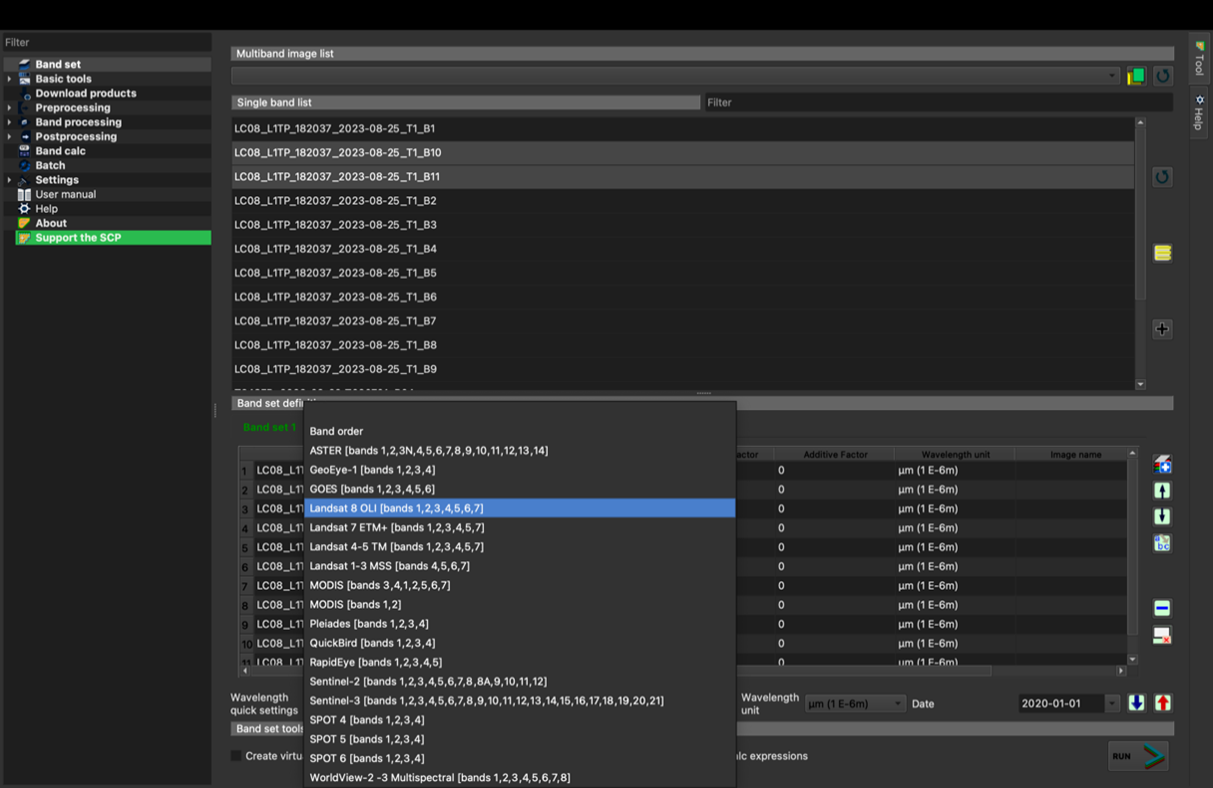 Filter
Band set
Basic tools
Download products
Preprocessing
Band processing
Postprocessing
Band calc
Batch
Settings
User manual
Help
About
Support the SCP
Multiband image list
Single band list
Filter
LC08_L1TP_182037_2023-08-25_T1_B1
LC08_L1TP_182037_2023-08-25_T1_B10
LC08_L1TP_182037_2023-08-25_T1_B11
LC08_L1TP_182037_2023-08-25_T1_B2
LC08_L1TP_182037_2023-08-25_T1_B3
LC08_L1TP_182037_2023-08-25_T1_B4
LC08_L1TP_182037_2023-08-25_T1_B5
LC08_L1TP_182037_2023-08-25_T1_B6
LC08_L1TP_182037_2023-08-25_T1_B7
LC08_L1TP_182037_2023-08-25_T1_B8
LC08_L1TP_182037_2023-08-25_T1_B9
Tool
Help
Band set defi
Band set 1
Band order
ASTER [bands 1,2,3N,4,5,6,7,8,9,10,11,12,13,14]
GeoEye-1 [bands 1,2,3,4]
GOES [bands 1,2,3,4,5,6]
Landsat 8 OLI [bands 1,2,3,4,5,6,7]
Landsat 7 ETM+ [bands 1,2,3,4,5,7]
Landsat 4-5 TM [bands 1,2,3,4,5,7]
Landsat 1-3 MSS [bands 4,5,6,7]
MODIS [bands 3,4,1,2,5,6,7]
MODIS [bands 1,2]
Pleiades [bands 1,2,3,4]
QuickBird [bands 1,2,3,4]
RapidEye [bands 1,2,3,4,5]
Sentinel-2 [bands 1,2,3,4,5,6,7,8,8A,9,10,11,12]
Sentinel-3 [bands 1,2,3,4,5,6,7,8,9,10,11,12,13,14,15,16,17,18,19,20,21]
SPOT 4 [bands 1,2,3,4]
SPOT 5 [bands 1,2,3,4]
SPOT 6 [bands 1,2,3,4]
WorldView-2 -3 Multispectral [bands 1,2,3,4,5,6,7,8]
actor Additive Factor Wavelength unit Image name
1 LC08_L1T 0 µm (1 E-6m)
2 LC08_L1T 0 µm (1 E-6m)
3 LC08_L1T 0 µm (1 E-6m)
4 LC08_L1T 0 µm (1 E-6m)
5 LC08_L1T 0 µm (1 E-6m)
6 LC08_L1T 0 µm (1 E-6m)
7 LC08_L1T 0 µm (1 E-6m)
8 LC08_L1T 0 µm (1 E-6m)
9 LC08_L1T 0 µm (1 E-6m)
10 LC08_L1T 0 µm (1 E-6m)
11 LC08_L1T 0 µm (1 E-6m)
abc
Wavelength
quick settings
Wavelength
unit
µm (1 E-6m)
Date
2020-01-01
Band set tools
Create virtu
lc expressions
RUN